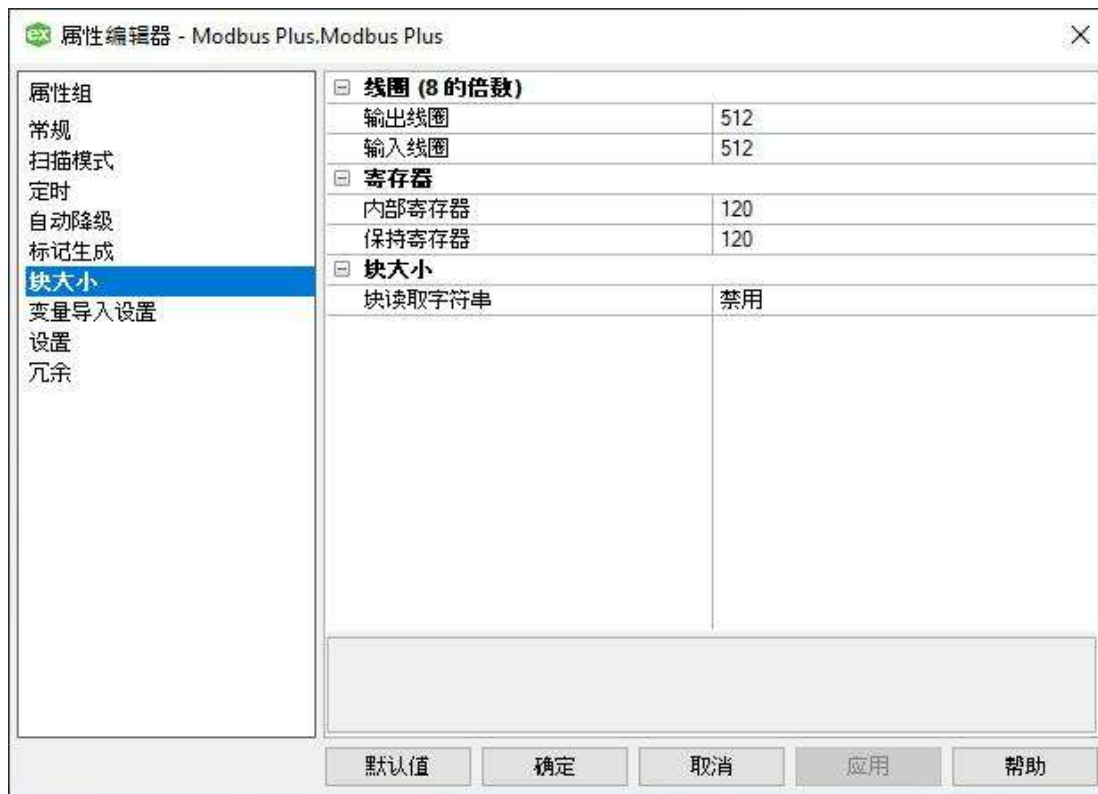 ex 属性编辑器 - Modbus Plus.Modbus Plus
属性组
常规
扫描模式
定时
自动降级
标记生成
块大小
变量导入设置
设置
冗余
线圈 (8 的倍数)
输出线圈 512
输入线圈 512
寄存器
内部寄存器 120
保持寄存器 120
块大小
块读取字符串 禁用
默认值 确定 取消 应用 帮助